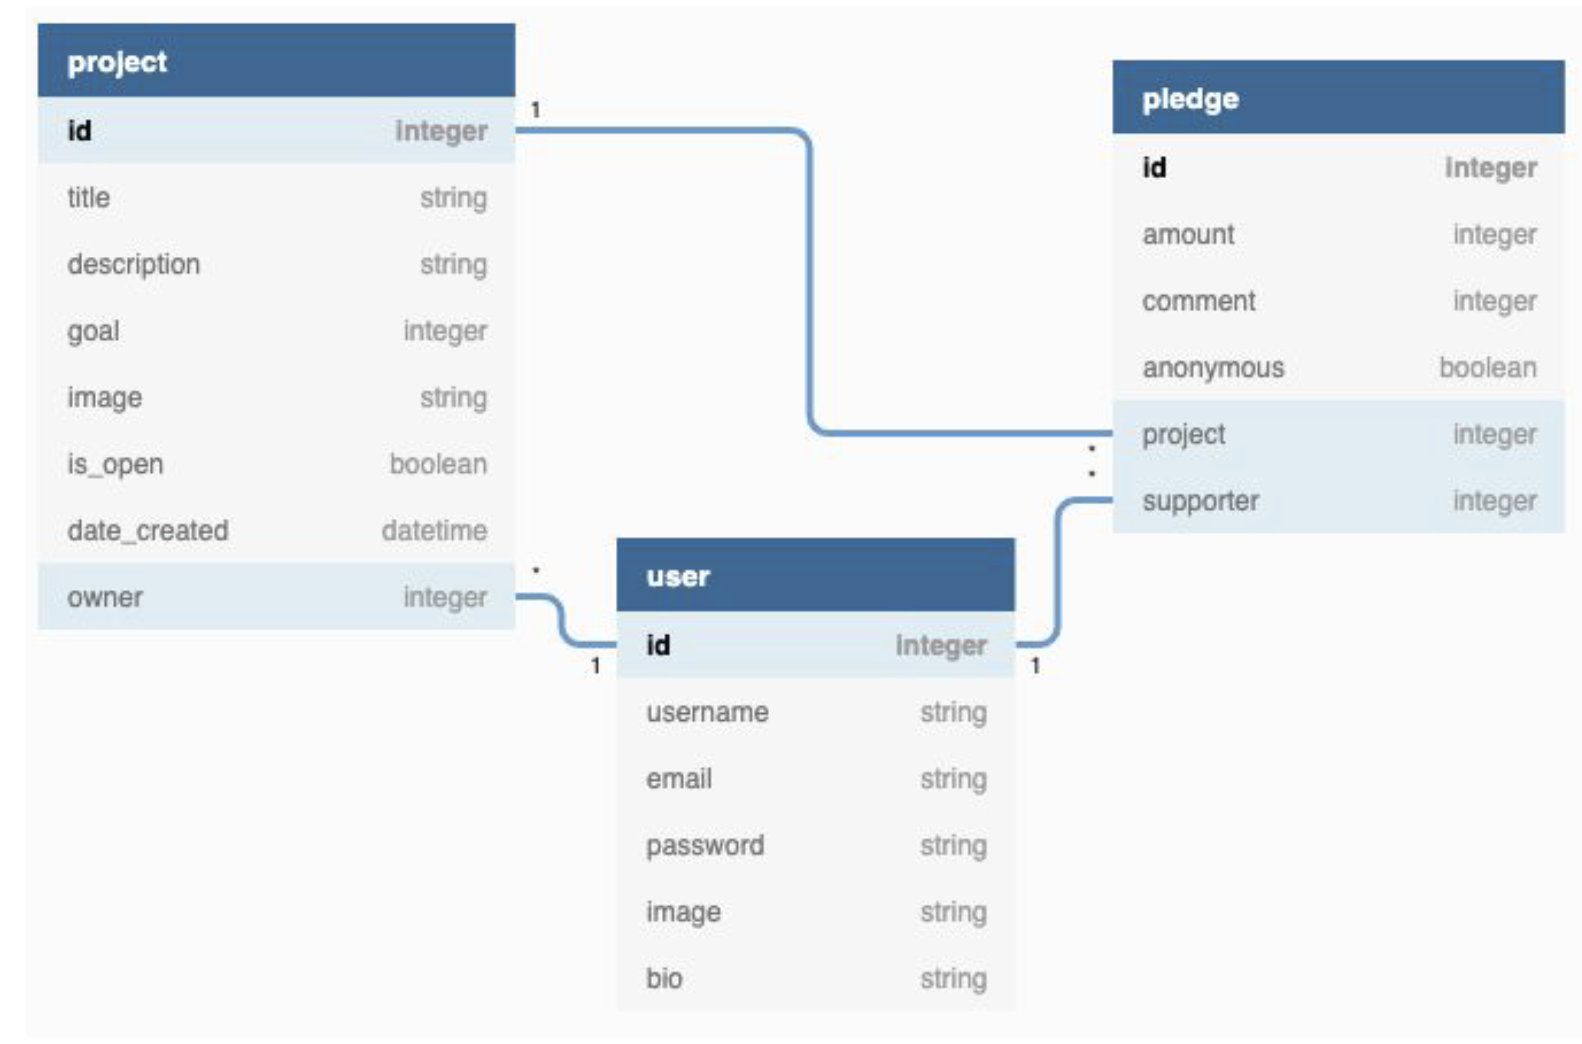 project
id integer
title string
description string
goal integer
image string
is_open boolean
date_created datetime
owner integer
1
pledge
id integer
amount integer
comment integer
anonymous boolean
project integer
supporter integer
*
*
*
1
1
user
id integer
username string
email string
password string
image string
bio string